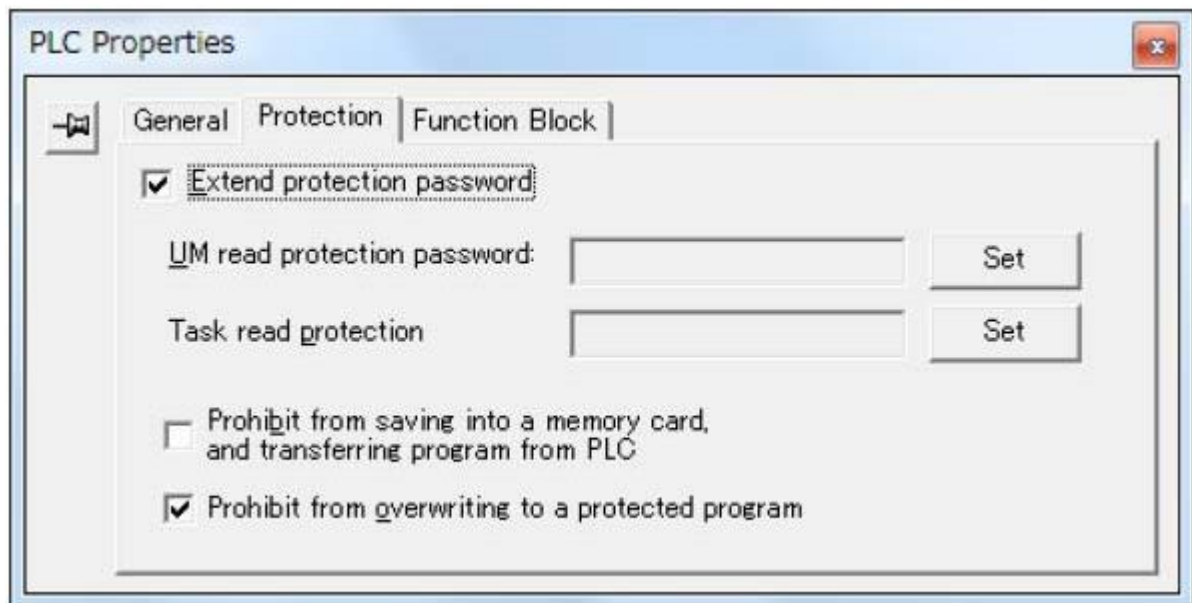 PLC Properties
General Protection Function Block
Extend protection password
UM read protection password: Set
Task read protection Set
Prohibit from saving into a memory card,
and transferring program from PLC
Prohibit from overwriting to a protected program